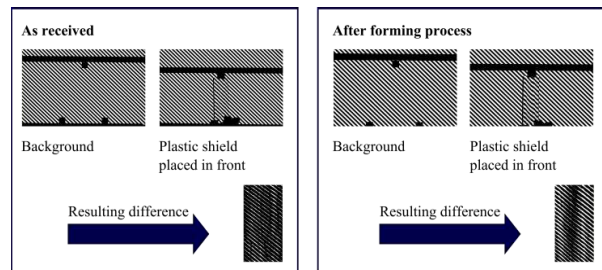 As received
Background
Plastic shield
placed in front
Resulting difference
After forming process
Background
Plastic shield
placed in front
Resulting difference